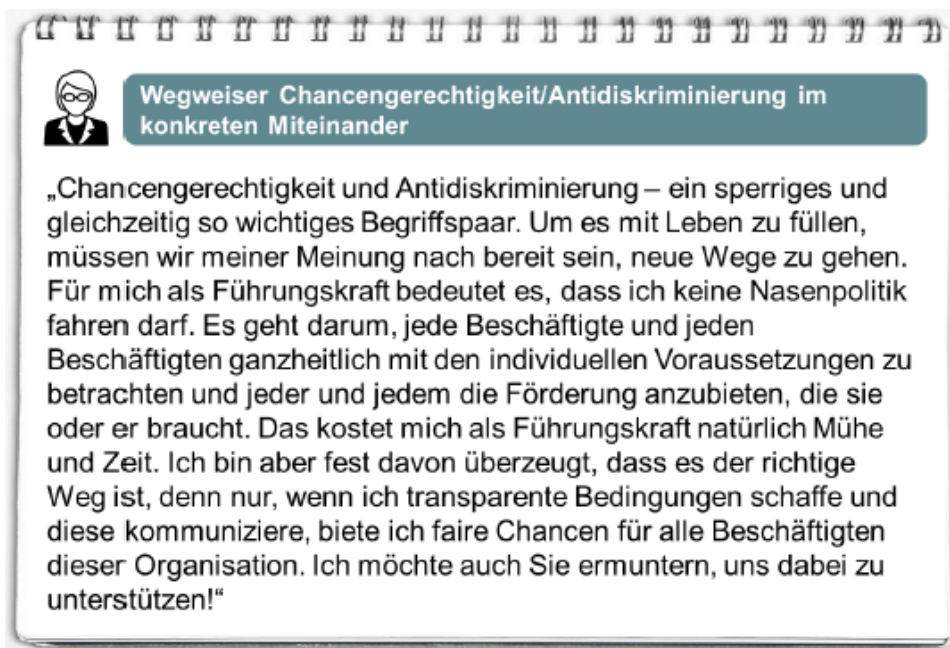 Wegweiser Chancengerechtigkeit/Antidiskriminierung im
konkreten Miteinander
„Chancengerechtigkeit und Antidiskriminierung – ein sperriges und
gleichzeitig so wichtiges Begriffspaar. Um es mit Leben zu füllen,
müssen wir meiner Meinung nach bereit sein, neue Wege zu gehen.
Für mich als Führungskraft bedeutet es, dass ich keine Nasenpolitik
fahren darf. Es geht darum, jede Beschäftigte und jeden
Beschäftigten ganzheitlich mit den individuellen Voraussetzungen zu
betrachten und jeder und jedem die Förderung anzubieten, die sie
oder er braucht. Das kostet mich als Führungskraft natürlich Mühe
und Zeit. Ich bin aber fest davon überzeugt, dass es der richtige
Weg ist, denn nur, wenn ich transparente Bedingungen schaffe und
diese kommuniziere, biete ich faire Chancen für alle Beschäftigten
dieser Organisation. Ich möchte auch Sie ermuntern, uns dabei zu
unterstützen!“